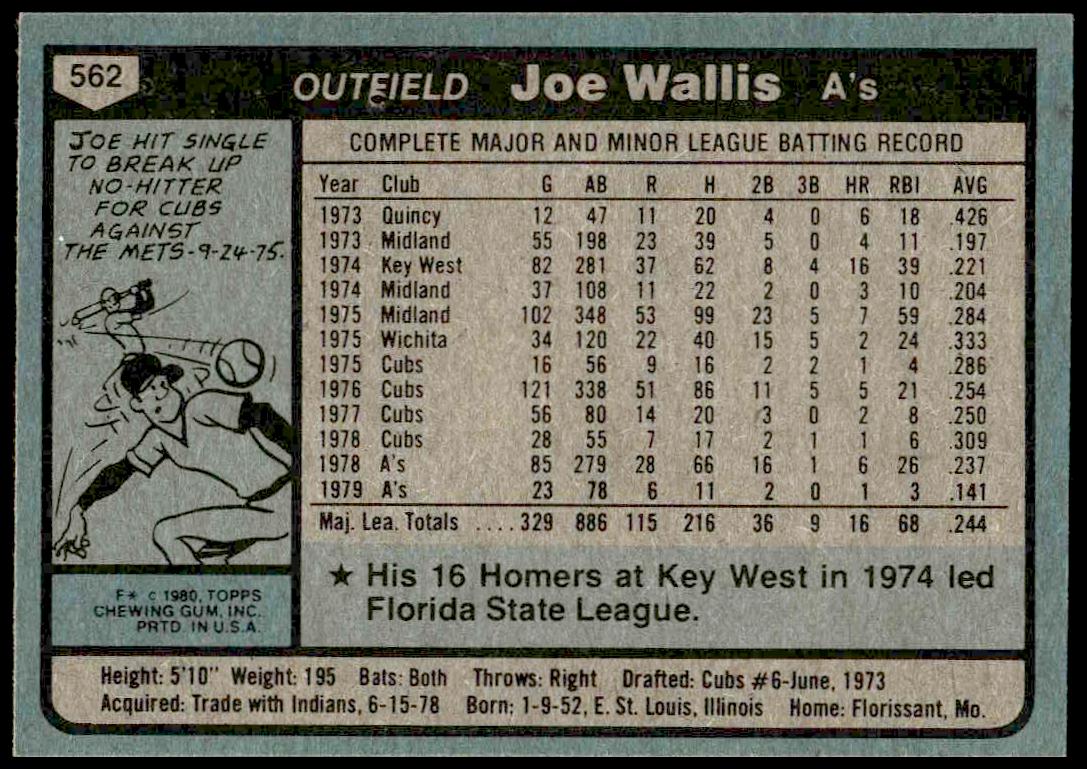 562
OUTFIELD Joe Wallis A's
JOE HIT SINGLE
TO BREAK UP
NO-HITTER
FOR CUBS
AGAINST
THE METS-9-24-75.
COMPLETE MAJOR AND MINOR LEAGUE BATTING RECORD
Year Club G AB R H 2B 3B HR RBI AVG
1973 Quincy 12 47 11 20 4 0 6 18 .426
1973 Midland 55 198 23 39 5 0 4 11 .197
1974 Key West 82 281 37 62 8 4 16 39 .221
1974 Midland 37 108 11 22 2 0 3 10 .204
1975 Midland 102 348 53 99 23 5 7 59 .284
1975 Wichita 34 120 22 40 15 5 2 24 .333
1975 Cubs 16 56 9 16 2 2 1 4 .286
1976 Cubs 121 338 51 86 11 5 5 21 .254
1977 Cubs 56 80 14 20 3 0 2 8 .250
1978 Cubs 28 55 7 17 2 1 1 6 .309
1978 A's 85 279 28 66 16 1 6 26 .237
1979 A's 23 78 6 11 2 0 1 3 .141
Maj. Lea. Totals ....329 886 115 216 36 9 16 68 .244
★ His 16 Homers at Key West in 1974 led
Florida State League.
F* © 1980, TOPPS
CHEWING GUM, INC.
PRTD. IN U.S.A.
Height: 5'10" Weight: 195 Bats: Both Throws: Right Drafted: Cubs #6-June, 1973
Acquired: Trade with Indians, 6-15-78 Born: 1-9-52, E. St. Louis, Illinois Home: Florissant, Mo.